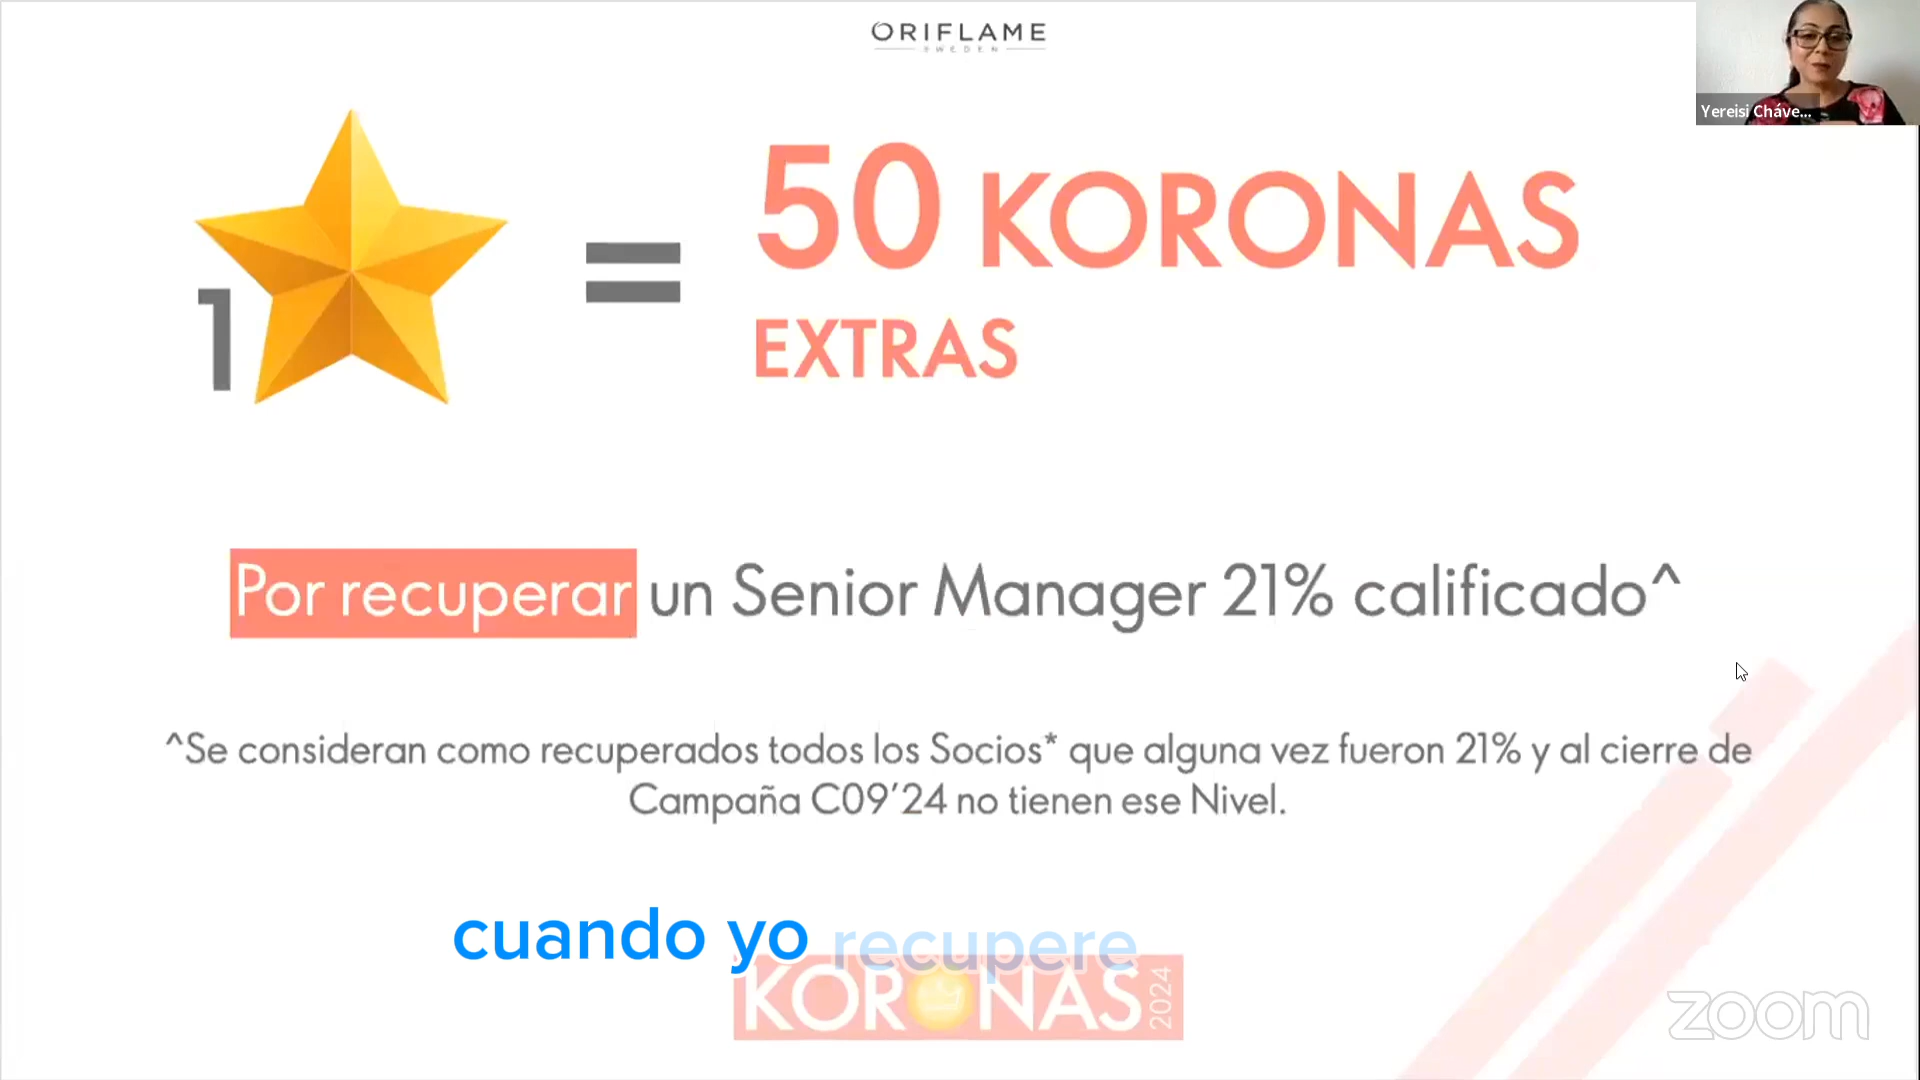 ORIFLAME
SWEDEN
Yereisi Cháve...
1 = 50 KORONAS
EXTRAS
Por recuperar un Senior Manager 21% calificado^
^Se consideran como recuperados todos los Socios* que alguna vez fueron 21% y al cierre de
Campaña C09’24 no tienen ese Nivel.
cuando yo recupere
KORONAS 2024
zoom